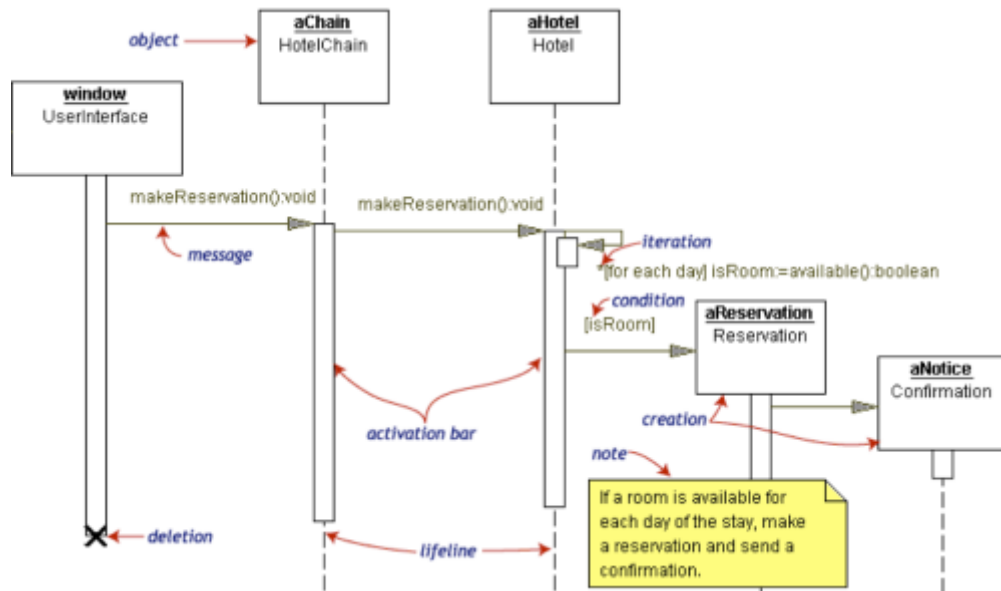 aChain
HotelChain
aHotel
Hotel
object
window
UserInterface
makeReservation():void
makeReservation():void
message
iteration
*[for each day] isRoom:=available():boolean
condition
[isRoom]
aReservation
Reservation
aNotice
Confirmation
activation bar
creation
note
If a room is available for
each day of the stay, make
a reservation and send a
confirmation.
deletion
lifeline